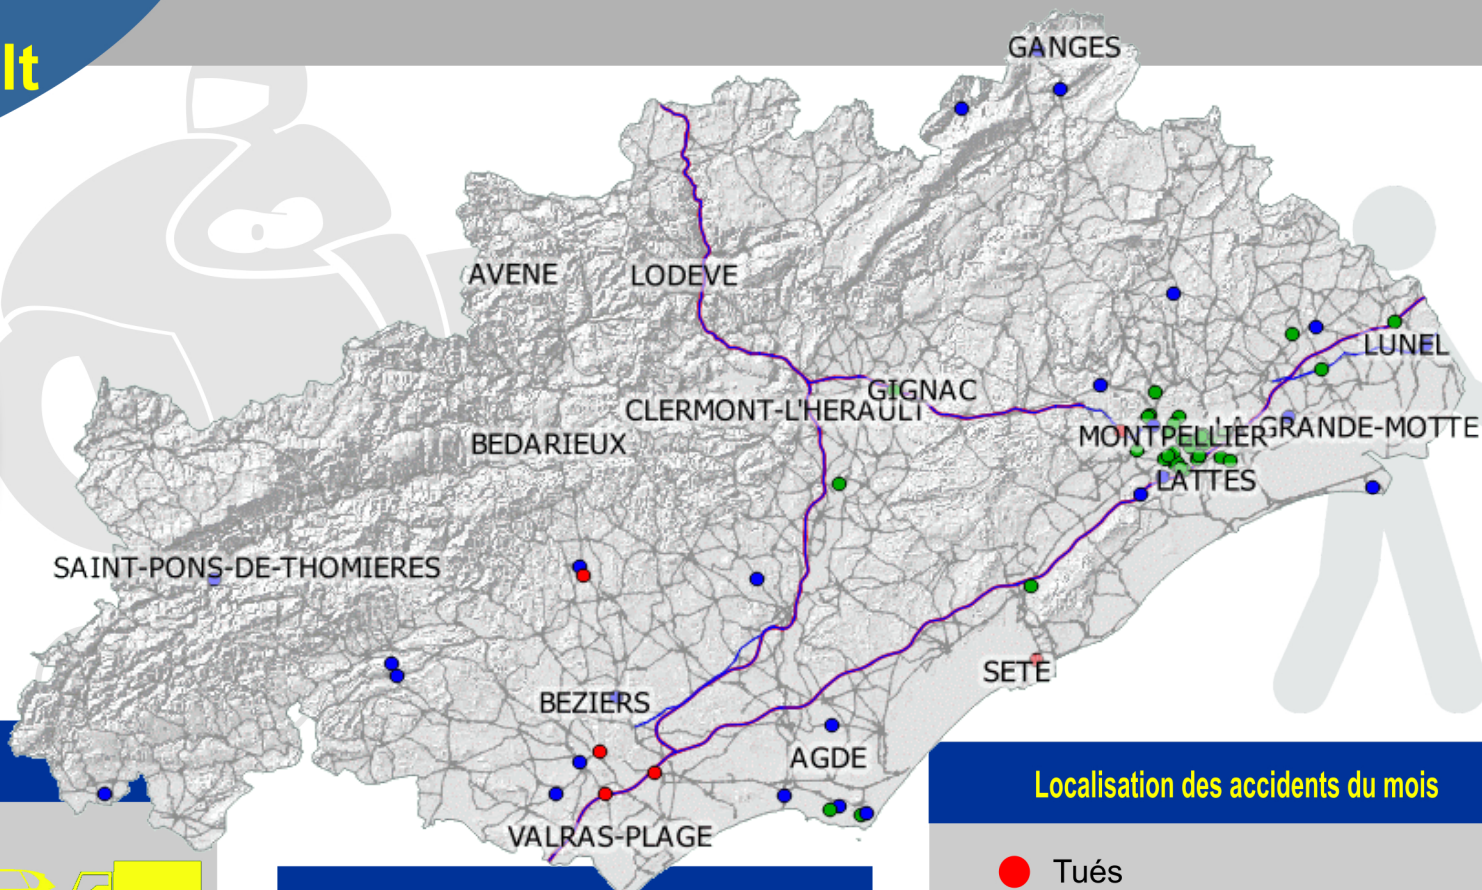 lt
GANGES
AVENE
LODEVE
LUNEL
GIGNAC
CLERMONT-L'HERAULT
MONTPELLIER
LA GRANDE-MOTTE
BEDARIEUX
LATTES
SAINT-PONS-DE-THOMIERES
SETE
BEZIERS
AGDE
Localisation des accidents du mois
VALRAS-PLAGE
Tués